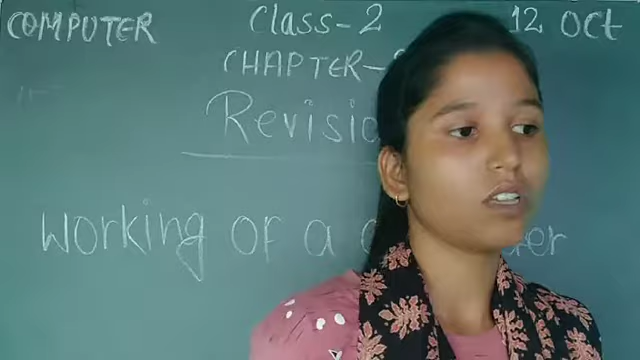 COMPUTER Class-2 12 Oct
CHAPTER-
Revisio
Working of a